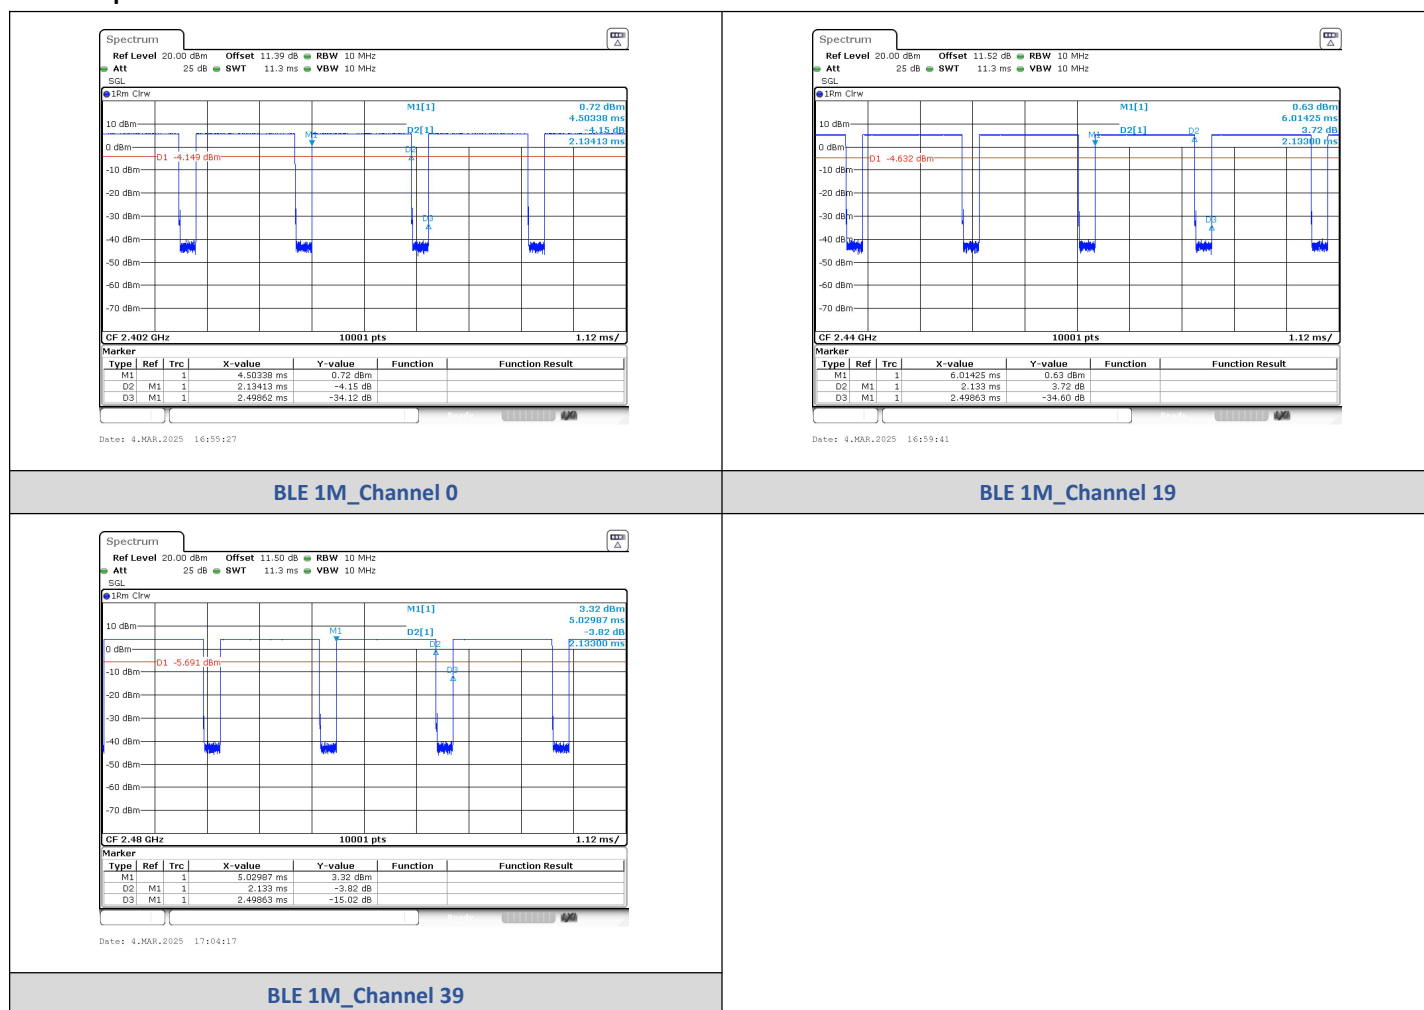 Spectrum
Ref Level 20.00 dBm Offset 11.39 dB RBW 10 MHz
Att 25 dB SWT 11.3 ms VBW 10 MHz
SGL
1Rm Clrw
M1[1] 0.72 dBm
4.50338 ms
D2[1] -4.15 dB
2.13413 ms
10 dBm
M1
0 dBm
D2
D1 -4.149 dBm
-10 dBm
-20 dBm
-30 dBm
D3
-40 dBm
-50 dBm
-60 dBm
-70 dBm
CF 2.402 GHz 10001 pts 1.12 ms/
Marker
Type Ref Trc X-value Y-value Function Function Result
M1 1 4.50338 ms 0.72 dBm
D2 M1 1 2.13413 ms -4.15 dB
D3 M1 1 2.49862 ms -34.12 dB
Date: 4.MAR.2025 16:55:27
BLE 1M_Channel 0
Spectrum
Ref Level 20.00 dBm Offset 11.52 dB RBW 10 MHz
Att 25 dB SWT 11.3 ms VBW 10 MHz
SGL
1Rm Clrw
M1[1] 0.63 dBm
6.01425 ms
D2[1] 3.72 dB
2.13300 ms
10 dBm
M1
D2
0 dBm
D1 -4.632 dBm
-10 dBm
-20 dBm
-30 dBm
D3
-40 dBm
-50 dBm
-60 dBm
-70 dBm
CF 2.44 GHz 10001 pts 1.12 ms/
Marker
Type Ref Trc X-value Y-value Function Function Result
M1 1 6.01425 ms 0.63 dBm
D2 M1 1 2.133 ms 3.72 dB
D3 M1 1 2.49863 ms -34.60 dB
Date: 4.MAR.2025 16:59:41
BLE 1M_Channel 19
Spectrum
Ref Level 20.00 dBm Offset 11.50 dB RBW 10 MHz
Att 25 dB SWT 11.3 ms VBW 10 MHz
SGL
1Rm Clrw
M1[1] 3.32 dBm
5.02987 ms
D2[1] -3.82 dB
2.13300 ms
10 dBm
M1
D2
0 dBm
D1 -5.691 dBm
-10 dBm
D3
-20 dBm
-30 dBm
-40 dBm
-50 dBm
-60 dBm
-70 dBm
CF 2.48 GHz 10001 pts 1.12 ms/
Marker
Type Ref Trc X-value Y-value Function Function Result
M1 1 5.02987 ms 3.32 dBm
D2 M1 1 2.133 ms -3.82 dB
D3 M1 1 2.49863 ms -15.02 dB
Date: 4.MAR.2025 17:04:17
BLE 1M_Channel 39